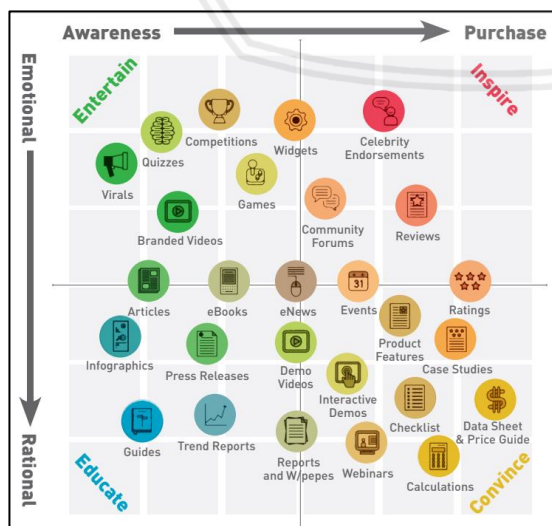 Awareness
Purchase
Emotional
Rational
Entertain
Inspire
Competitions
Widgets
Celebrity
Endorsements
Quizzes
Virals
Games
Branded Videos
Community
Forums
Reviews
31
Articles
eBooks
eNews
Events
Ratings
Product
Features
Infographics
Press Releases
Demo
Videos
Interactive
Demos
Case Studies
Guides
Trend Reports
Reports
and W/pepes
Webinars
Checklist
Data Sheet
& Price Guide
Calculations
Educate
Convince